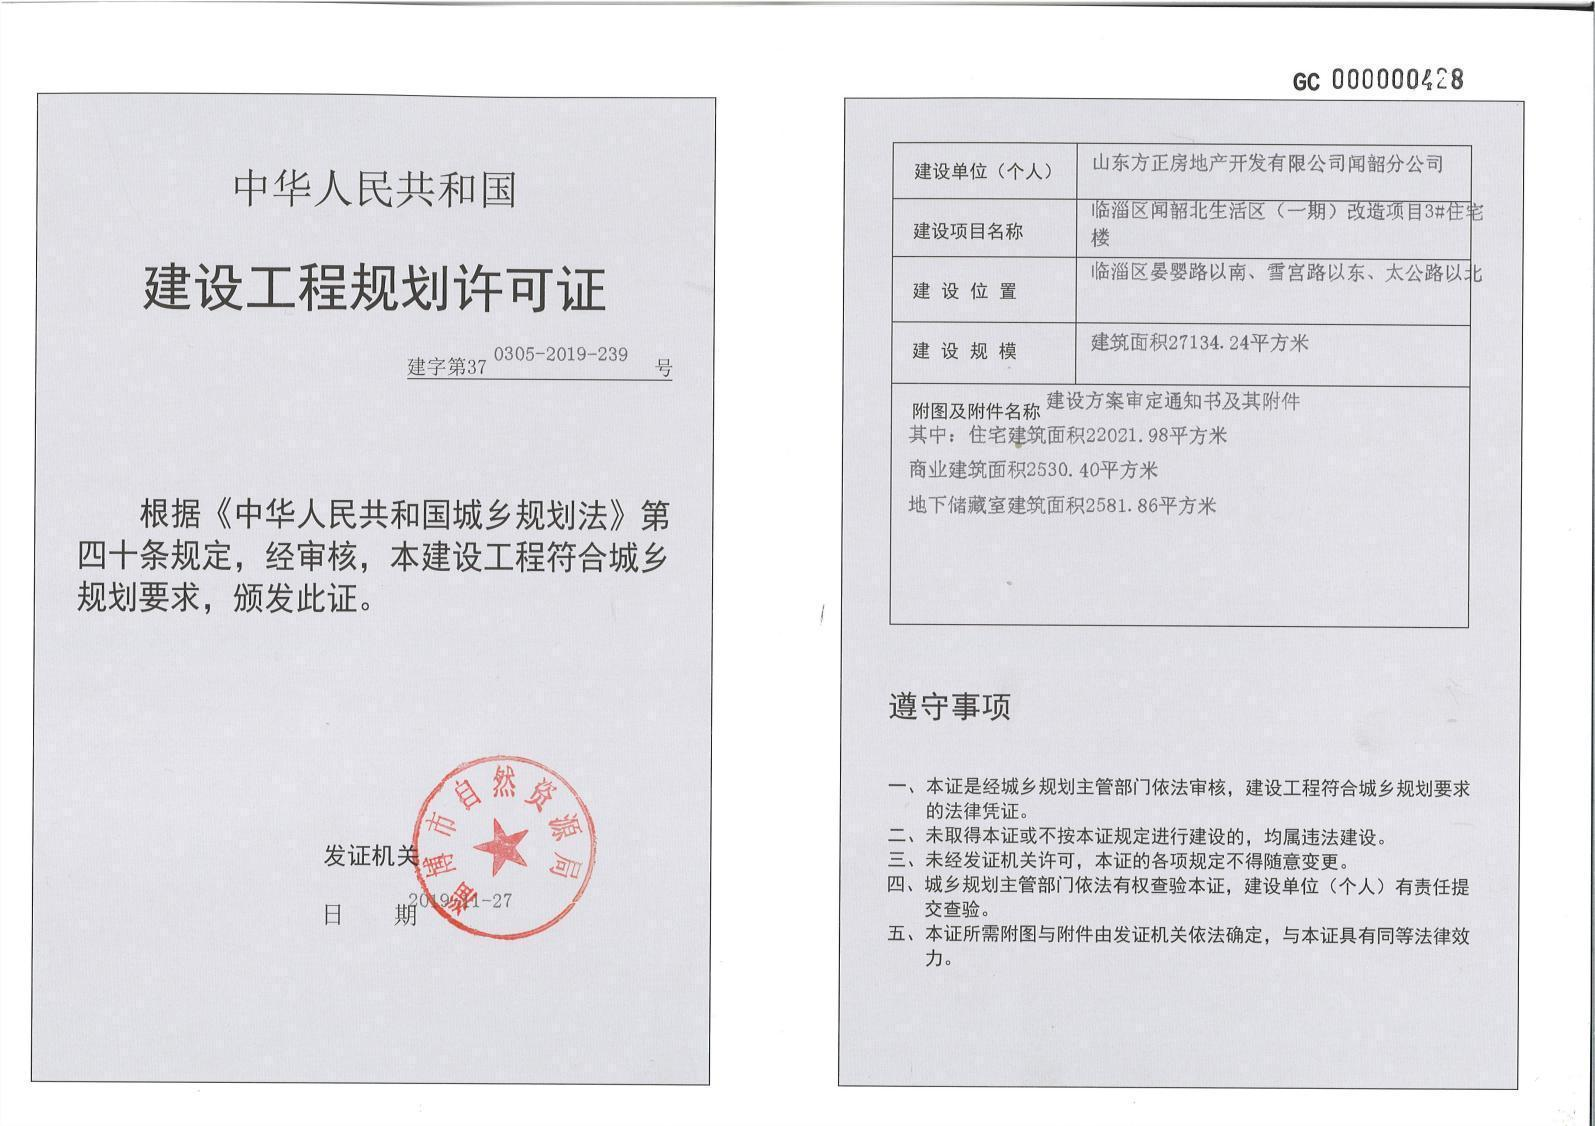 中华人民共和国
建设工程规划许可证
建字第37 0305-2019-239 号
根据《中华人民共和国城乡规划法》第
四十条规定，经审核，本建设工程符合城乡
规划要求，颁发此证。
淄博市自然资源局
发证机关
日 期 2019-11-27
GC 000000428
建设单位（个人） 山东方正房地产开发有限公司闻韶分公司
建设项目名称 临淄区闻韶北生活区（一期）改造项目3#住宅
楼
建设位置 临淄区晏婴路以南、雪宫路以东、太公路以北
建设规模 建筑面积27134.24平方米
附图及附件名称 建设方案审定通知书及其附件
其中：住宅建筑面积22021.98平方米
商业建筑面积2530.40平方米
地下储藏室建筑面积2581.86平方米
遵守事项
一、本证是经城乡规划主管部门依法审核，建设工程符合城乡规划要求
的法律凭证。
二、未取得本证或不按本证规定进行建设的，均属违法建设。
三、未经发证机关许可，本证的各项规定不得随意变更。
四、城乡规划主管部门依法有权查验本证，建设单位（个人）有责任提
交查验。
五、本证所需附图与附件由发证机关依法确定，与本证具有同等法律效
力。